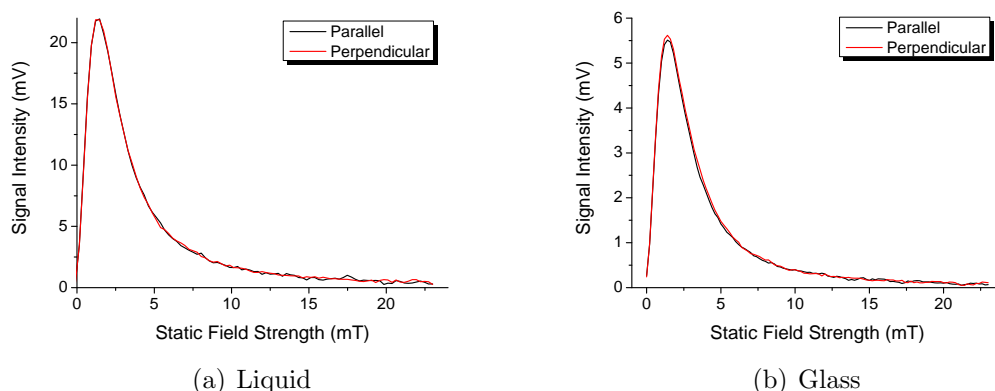 Parallel
Perpendicular
20
15
10
5
0
Signal Intensity (mV)
0 5 10 15 20
Static Field Strength (mT)
(a) Liquid
Parallel
Perpendicular
6
5
4
3
2
1
0
Signal Intensity (mV)
0 5 10 15 20
Static Field Strength (mT)
(b) Glass